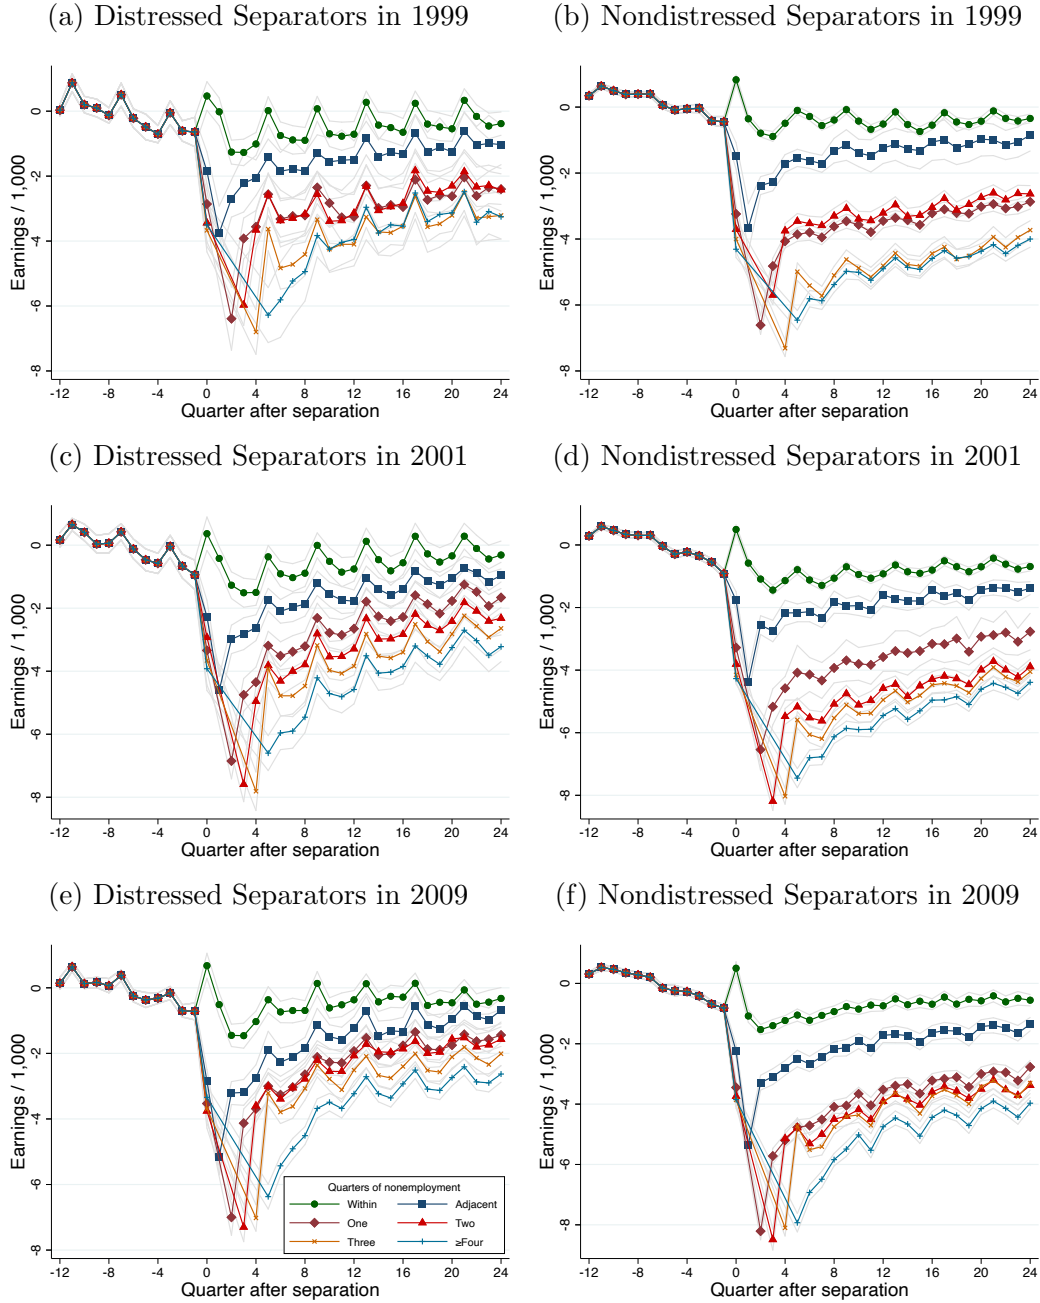 (a) Distressed Separators in 1999
(b) Nondistressed Separators in 1999
Earnings / 1,000
0
-2
-4
-6
-8
-12 -8 -4 0 4 8 12 16 20 24
Quarter after separation
Earnings / 1,000
0
-2
-4
-6
-8
-12 -8 -4 0 4 8 12 16 20 24
Quarter after separation
(c) Distressed Separators in 2001
(d) Nondistressed Separators in 2001
Earnings / 1,000
0
-2
-4
-6
-8
-12 -8 -4 0 4 8 12 16 20 24
Quarter after separation
Earnings / 1,000
0
-2
-4
-6
-8
-12 -8 -4 0 4 8 12 16 20 24
Quarter after separation
(e) Distressed Separators in 2009
(f) Nondistressed Separators in 2009
Earnings / 1,000
0
-2
-4
-6
-8
Quarters of nonemployment
Within Adjacent
One Two
Three ≥Four
-12 -8 -4 0 4 8 12 16 20 24
Quarter after separation
Earnings / 1,000
0
-2
-4
-6
-8
-12 -8 -4 0 4 8 12 16 20 24
Quarter after separation